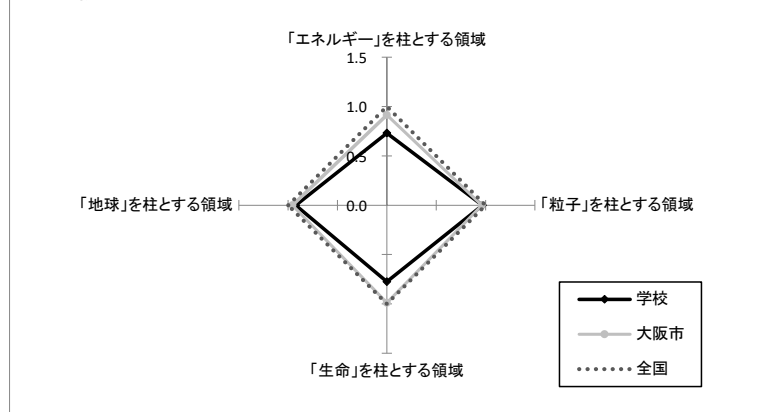 「エネルギー」を柱とする領域
1.5
1.0
0.5
「地球」を柱とする領域
0.0
「粒子」を柱とする領域
学校
大阪市
全国
「生命」を柱とする領域